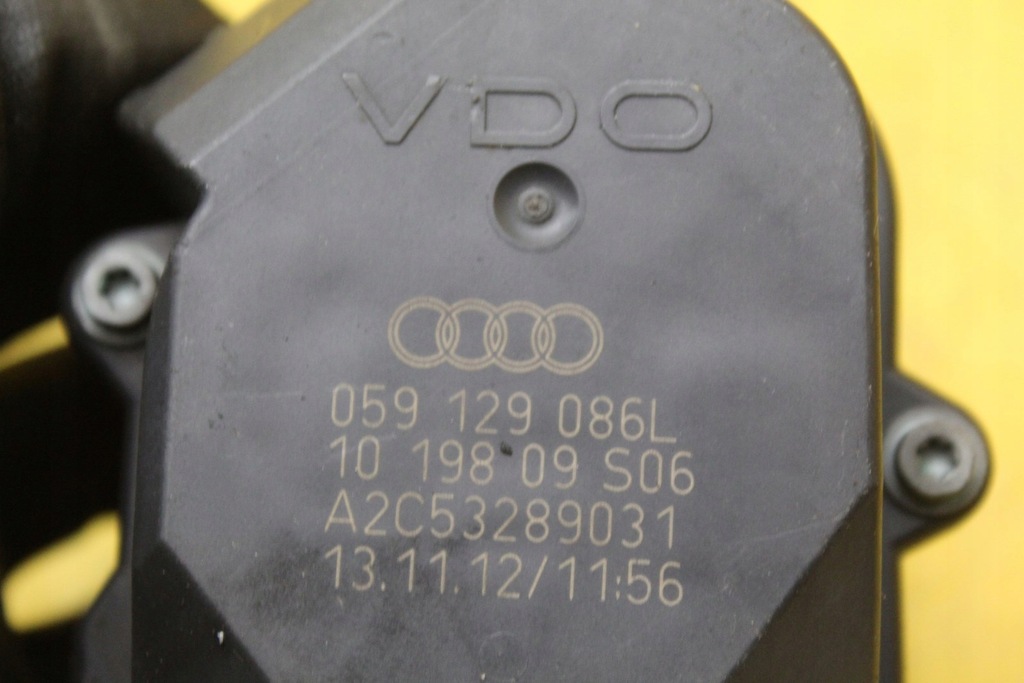 VDO
059 129 086L
10 198 09 S06
A2C53289031
13.11.12/11:56